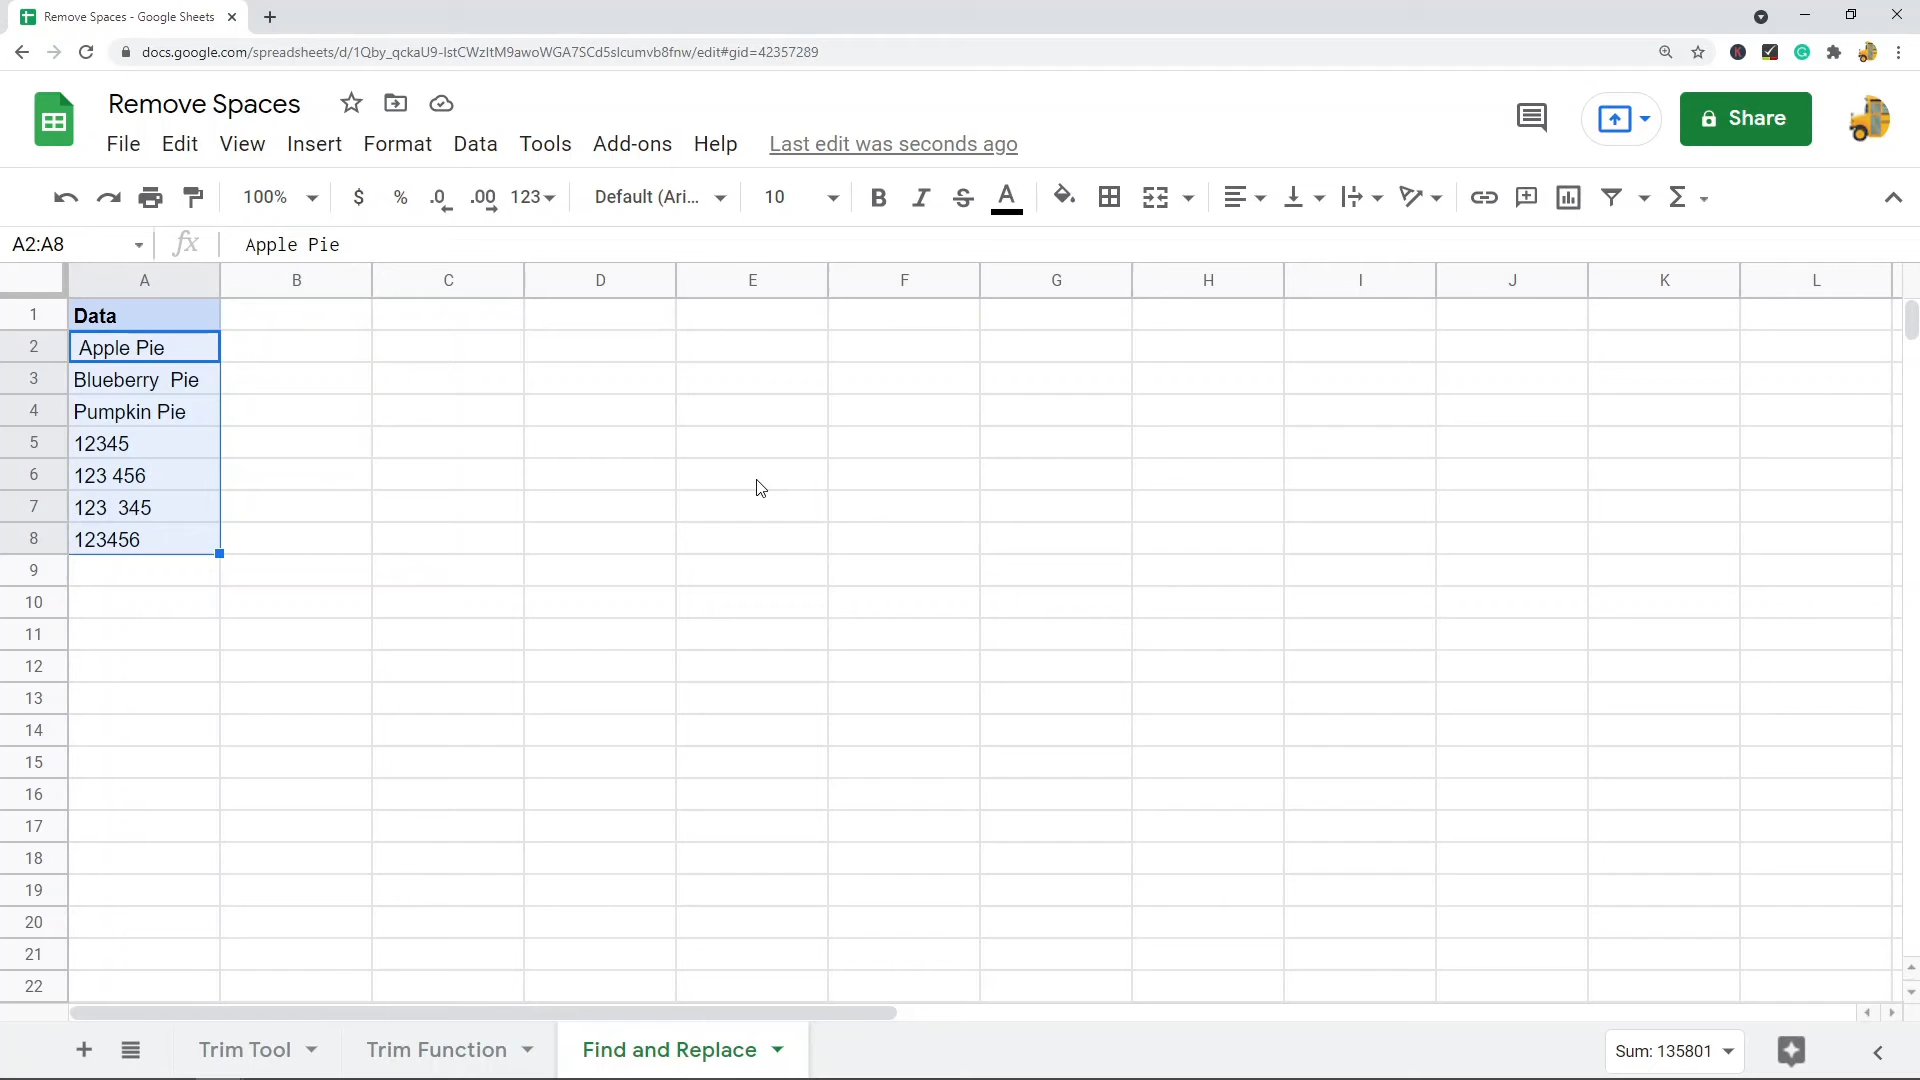 Remove Spaces - Google Sheets
docs.google.com/spreadsheets/d/1Qby_qckaU9-IstCWzItM9awoWGA7SCd5slcumvb8fnw/edit#gid=42357289
Remove Spaces
Share
File Edit View Insert Format Data Tools Add-ons Help Last edit was seconds ago
100% $ % .0 .00 123 Default (Ari... 10 B I S A
A2:A8 fx Apple Pie
A B C D E F G H I J K L
1 Data
2 Apple Pie
3 Blueberry  Pie
4 Pumpkin Pie
5 12345
6 123 456
7 123  345
8 123456
9
10
11
12
13
14
15
16
17
18
19
20
21
22
Trim Tool Trim Function Find and Replace Sum: 135801